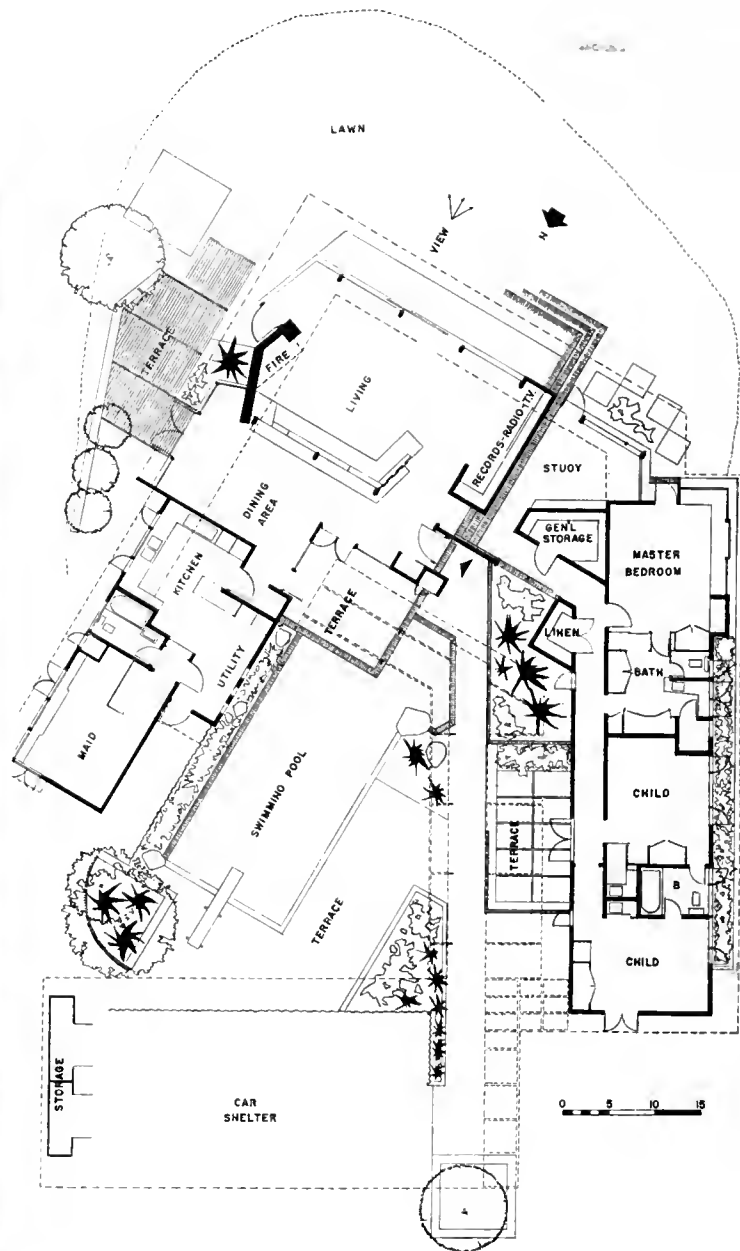 LAWN
VIEW
N
TERRACE
FIRE
LIVING
RECORDS-RADIO-T.V.
STUDY
DINING
AREA
GEN'L
STORAGE
MASTER
BEDROOM
KITCHEN
TERRACE
LINEN
UTILITY
BATH
MAID
SWIMMING POOL
CHILD
TERRACE
B
TERRACE
CHILD
STORAGE
CAR
SHELTER
0 5 10 15